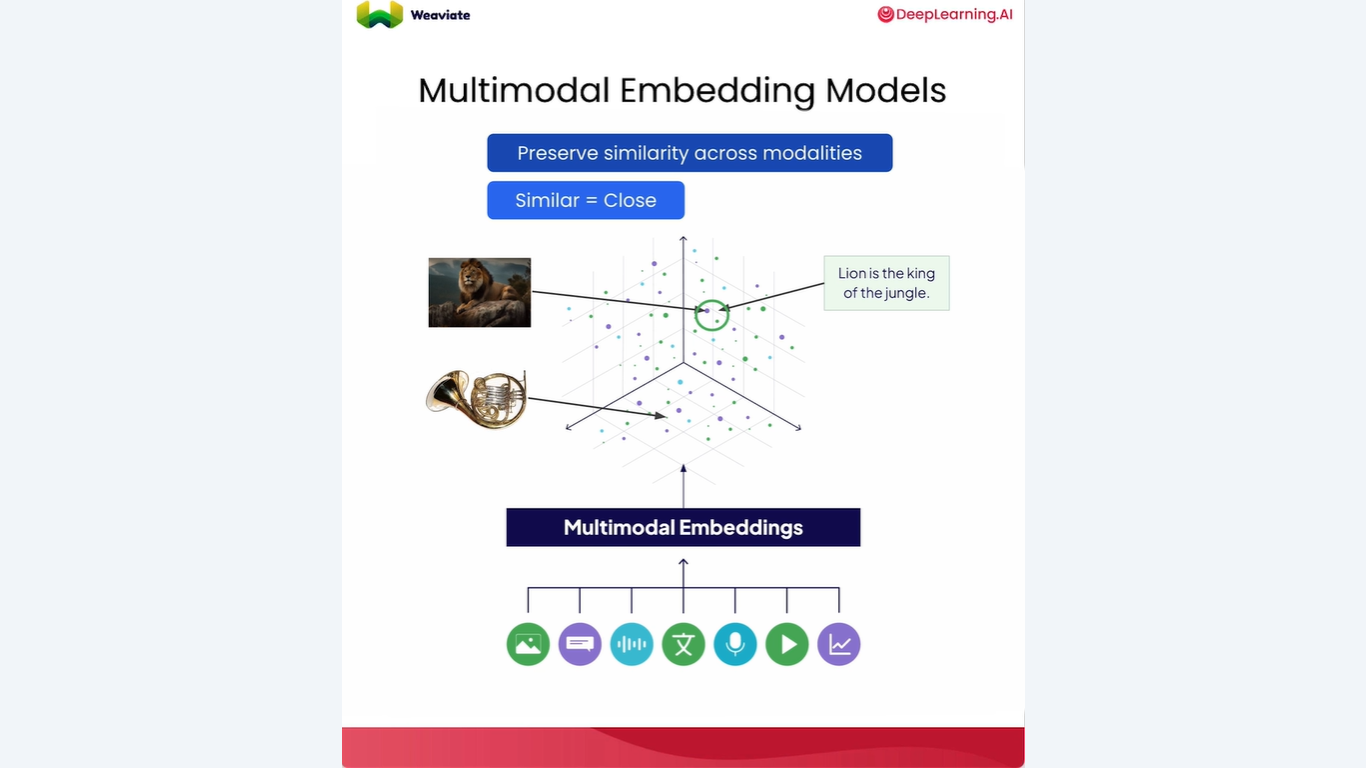 Weaviate
DeepLearning.AI
Multimodal Embedding Models
Preserve similarity across modalities
Similar = Close
Lion is the king
of the jungle.
Multimodal Embeddings
文